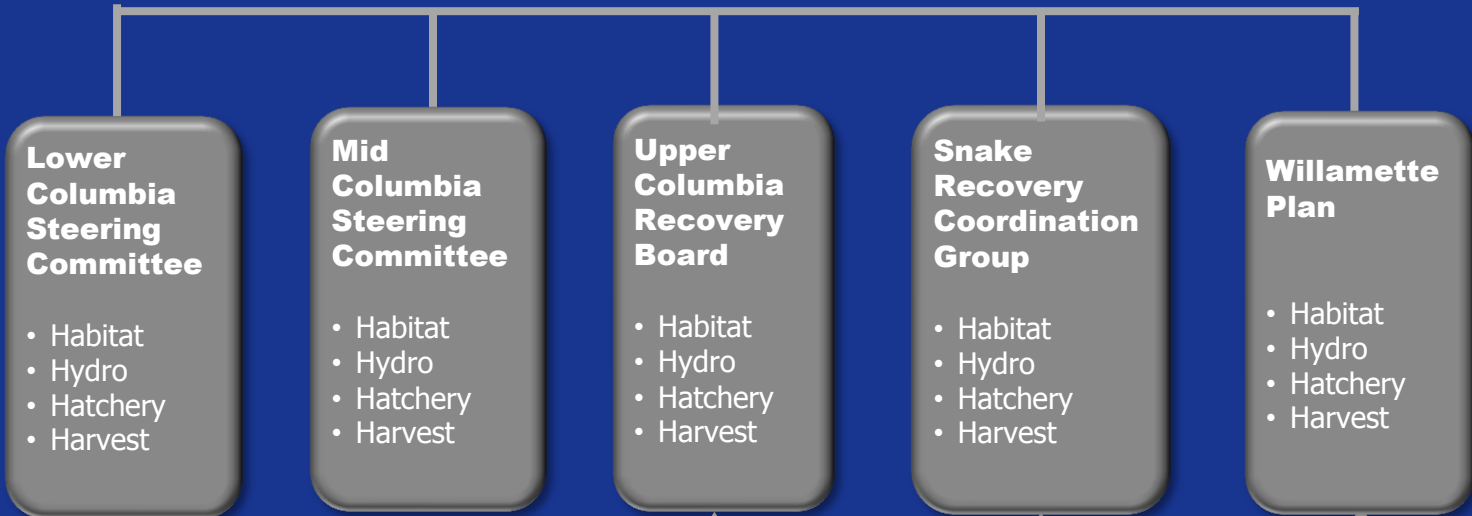 Lower
Columbia
Steering
Committee
• Habitat
• Hydro
• Hatchery
• Harvest
Mid
Columbia
Steering
Committee
• Habitat
• Hydro
• Hatchery
• Harvest
Upper
Columbia
Recovery
Board
• Habitat
• Hydro
• Hatchery
• Harvest
Snake
Recovery
Coordination
Group
• Habitat
• Hydro
• Hatchery
• Harvest
Willamette
Plan
• Habitat
• Hydro
• Hatchery
• Harvest